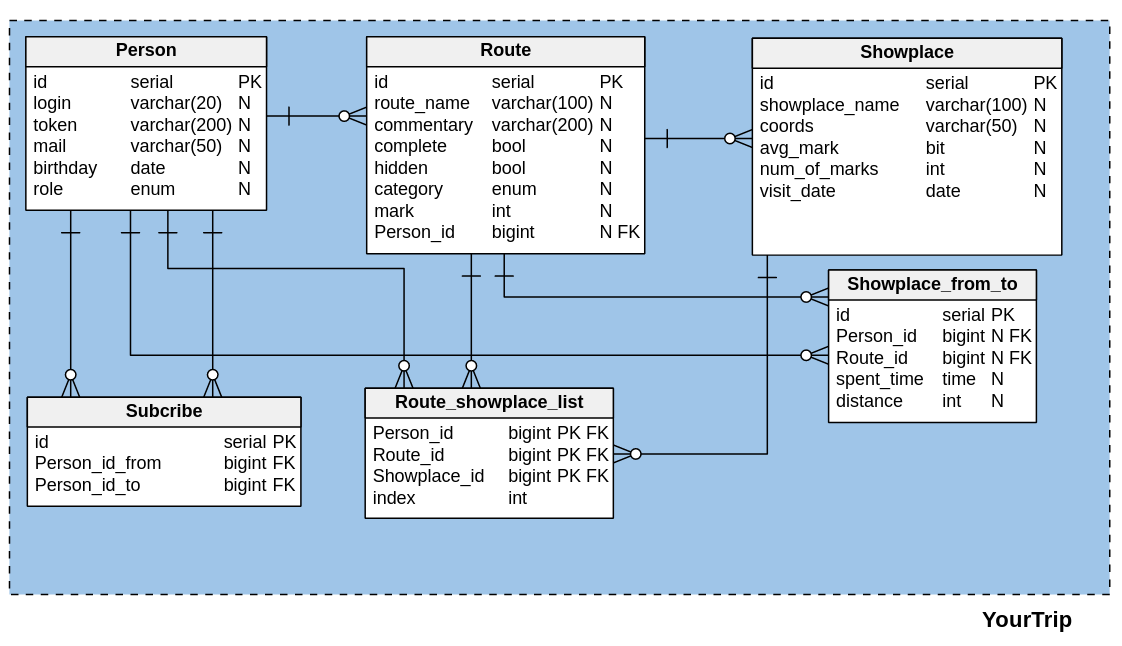 Person
id serial PK
login varchar(20) N
token varchar(200) N
mail varchar(50) N
birthday date N
role enum N
Route
id serial PK
route_name varchar(100) N
commentary varchar(200) N
complete bool N
hidden bool N
category enum N
mark int N
Person_id bigint N FK
Showplace
id serial PK
showplace_name varchar(100) N
coords varchar(50) N
avg_mark bit N
num_of_marks int N
visit_date date N
Showplace_from_to
id serial PK
Person_id bigint N FK
Route_id bigint N FK
spent_time time N
distance int N
Subcribe
id serial PK
Person_id_from bigint FK
Person_id_to bigint FK
Route_showplace_list
Person_id bigint PK FK
Route_id bigint PK FK
Showplace_id bigint PK FK
index int
YourTrip